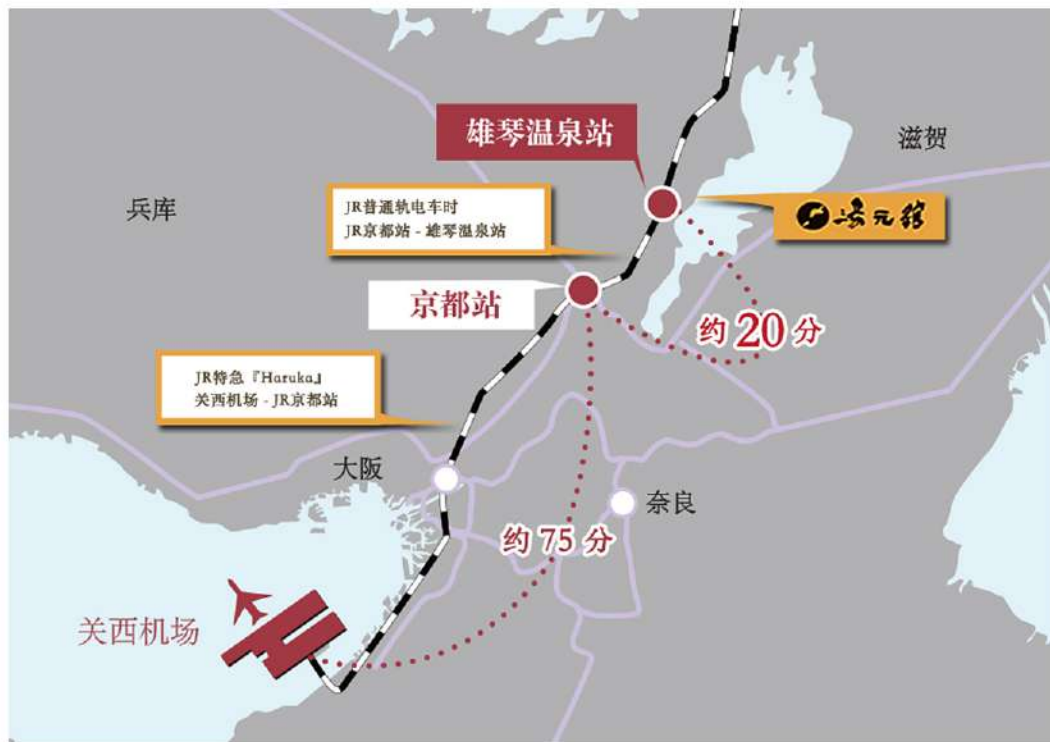 雄琴温泉站
滋贺
兵库
JR普通轨电车时
JR京都站 - 雄琴温泉站
湯元舘
京都站
约 20 分
JR特急『Haruka』
关西机场 - JR京都站
大阪
奈良
约 75 分
关西机场